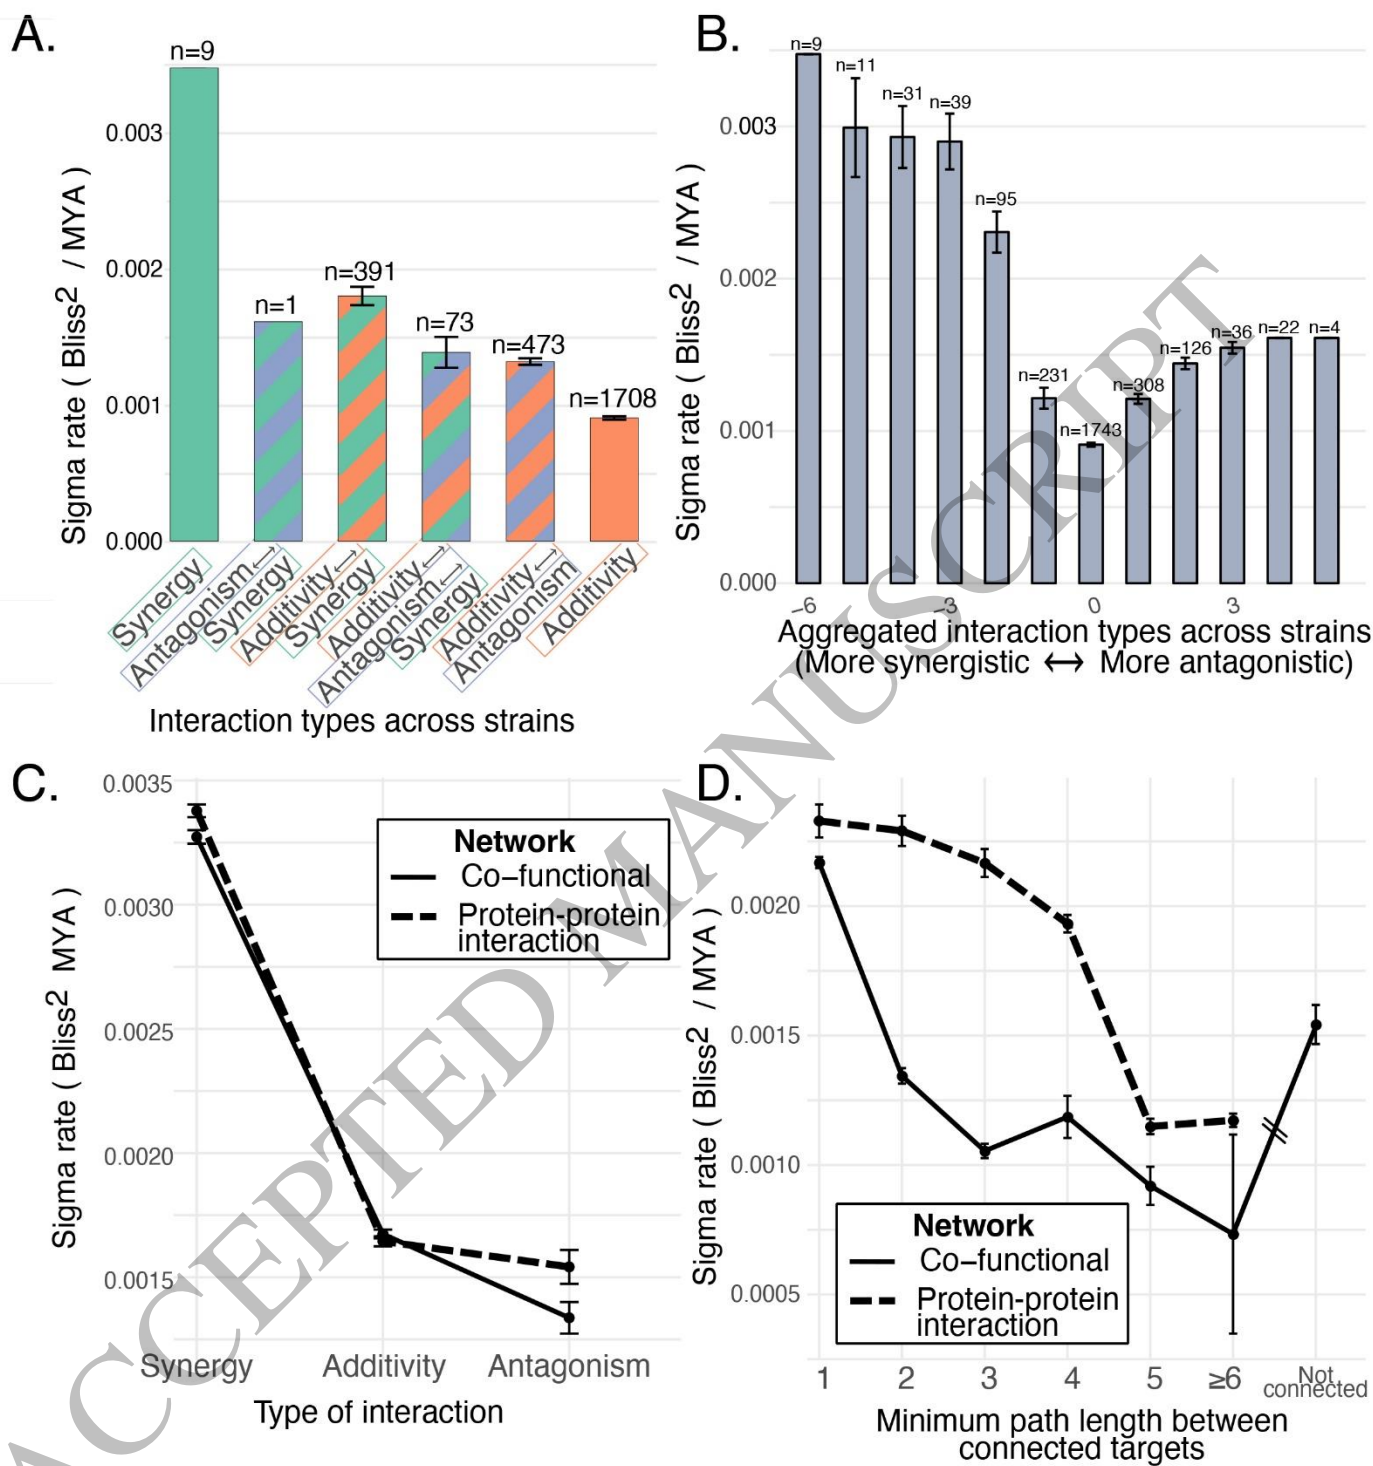 A.
n=9
n=1
n=391
n=73
n=473
n=1708
0.003
0.002
0.001
0.000
Sigma rate ( Bliss2 / MYA )
Synergy
Antagonism↔
Synergy
Additivity↔
Synergy
Additivity↔
Antagonism↔
Synergy
Additivity↔
Antagonism
Additivity
Interaction types across strains
B.
n=9
n=11
n=31
n=39
n=95
n=231
n=1743
n=308
n=126
n=36
n=22
n=4
0.003
0.002
0.001
0.000
Sigma rate ( Bliss2 / MYA )
−6
−3
0
3
Aggregated interaction types across strains
(More synergistic ↔ More antagonistic)
C.
0.0035
0.0030
0.0025
0.0020
0.0015
Sigma rate ( Bliss2 MYA )
Network
Co−functional
Protein−protein
interaction
Synergy
Additivity
Antagonism
Type of interaction
D.
0.0020
0.0015
0.0010
0.0005
Sigma rate ( Bliss2 / MYA )
Network
Co−functional
Protein−protein
interaction
1
2
3
4
5
≥6
Not
connected
Minimum path length between
connected targets
ACCEPTED MANUSCRIPT